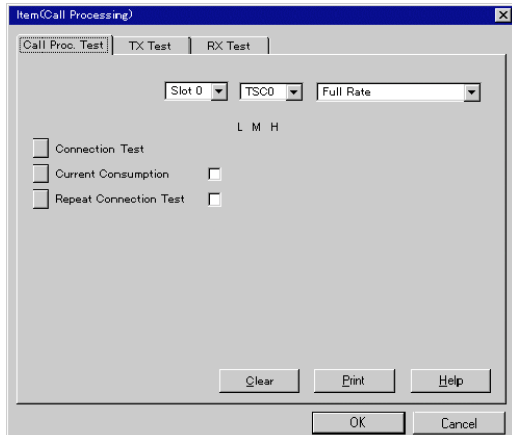 Item(Call Processing)
Call Proc. Test TX Test RX Test
Slot 0 TSC0 Full Rate
L M H
Connection Test
Current Consumption
Repeat Connection Test
Clear Print Help
OK Cancel